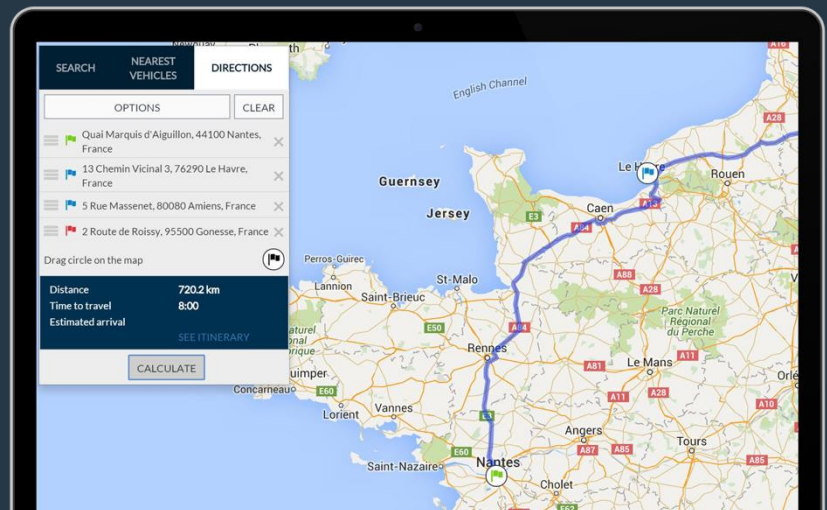 SEARCH
NEAREST
VEHICLES
DIRECTIONS
OPTIONS
CLEAR
Quai Marquis d'Aiguillon, 44100 Nantes,
France
13 Chemin Vicinal 3, 76290 Le Havre,
France
5 Rue Massenet, 80080 Amiens, France
2 Route de Roissy, 95500 Gonesse, France
Drag circle on the map
Distance 720.2 km
Time to travel 8:00
Estimated arrival
SEE ITINERARY
CALCULATE
A16
English Channel
A28
Guernsey
Jersey
Rouen
E3
Caen
A13
A84
Perros-Guirec
Lannion
St-Malo
Saint-Brieuc
A88
A28
Parc Naturel
Régional
du Perche
E50
A84
Rennes
A81
Le Mans
A11
Concarneau
E60
Lorient
Vannes
A11
A28
A10
E3
Angers
A87
A85
Tours
A85
E60
Saint-Nazaire
Nantes
Cholet
E62